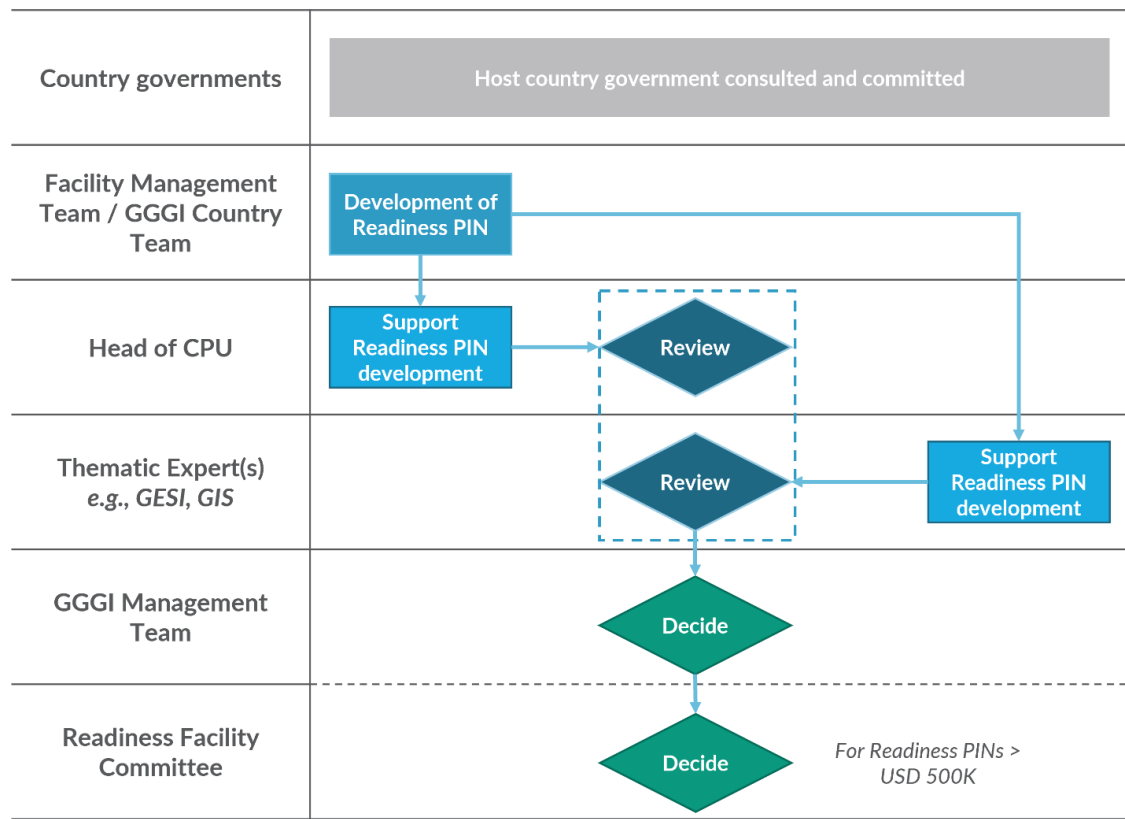 Country governments
Host country government consulted and committed
Facility Management
Team / GGGI Country
Team
Development of
Readiness PIN
Head of CPU
Support
Readiness PIN
development
Review
Thematic Expert(s)
e.g., GESI, GIS
Review
Support
Readiness PIN
development
GGGI Management
Team
Decide
Readiness Facility
Committee
Decide
For Readiness PINs >
USD 500K